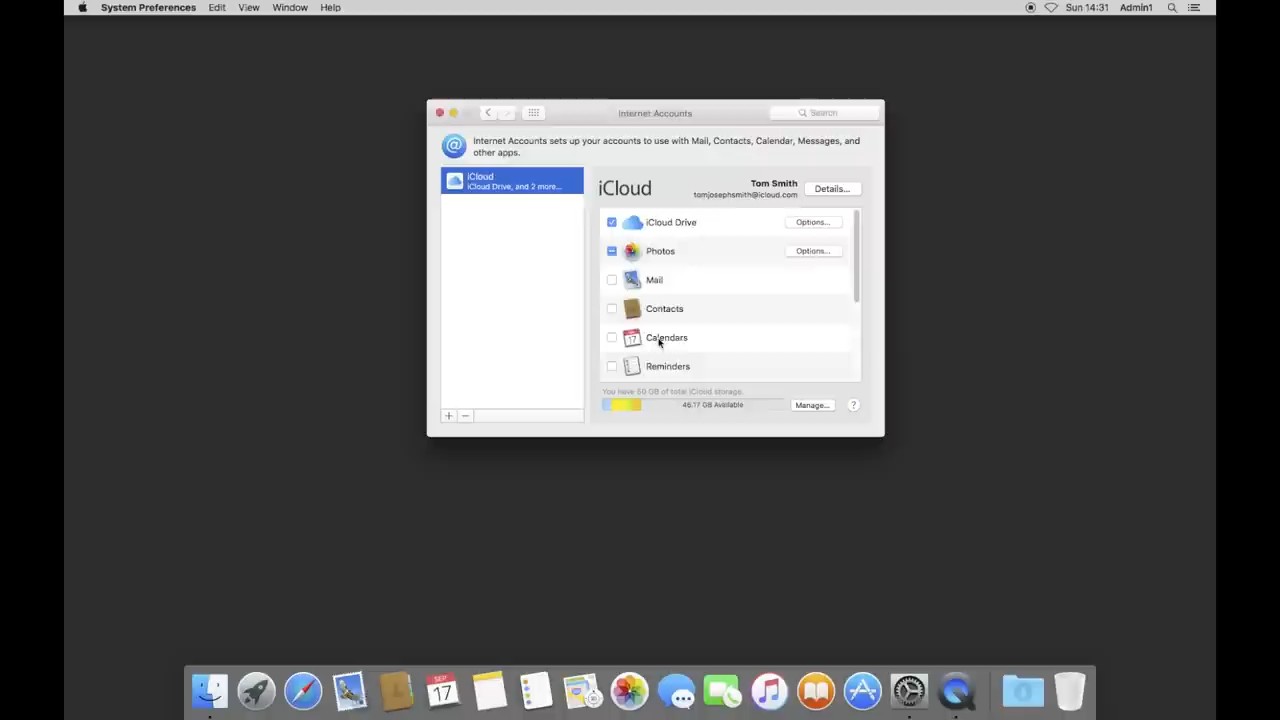 System Preferences Edit View Window Help Sun 14:31 Admin1
Internet Accounts Search
Internet Accounts sets up your accounts to use with Mail, Contacts, Calendar, Messages, and
other apps.
iCloud
iCloud Drive, and 2 more...
iCloud
Tom Smith
tomjosephsmith@icloud.com
Details...
iCloud Drive Options...
Photos Options...
Mail
Contacts
17 Calendars
Reminders
You have 50 GB of total iCloud storage.
46.17 GB Available Manage... ?
SEP
17